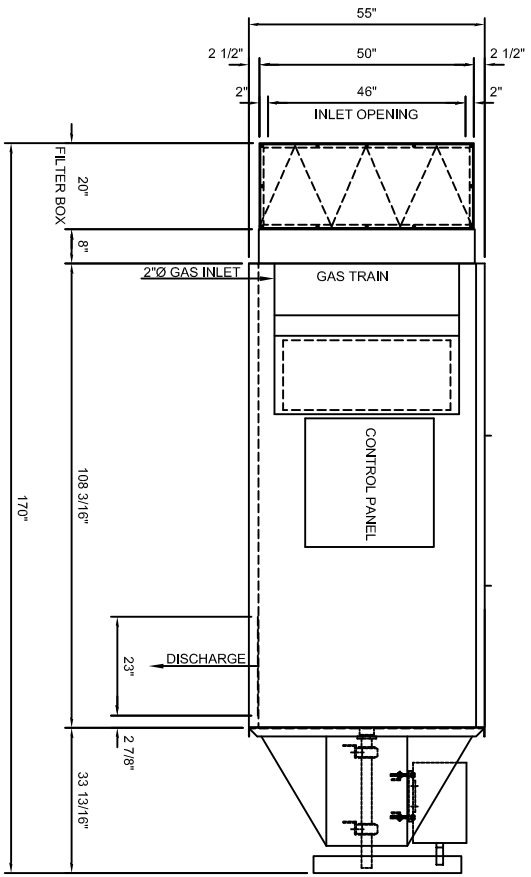 55"
2 1/2"
50"
2 1/2"
2"
46"
2"
INLET OPENING
20"
FILTER BOX
8"
2"Ø GAS INLET
GAS TRAIN
CONTROL PANEL
108 3/16"
170"
DISCHARGE
23"
2 7/8"
33 13/16"